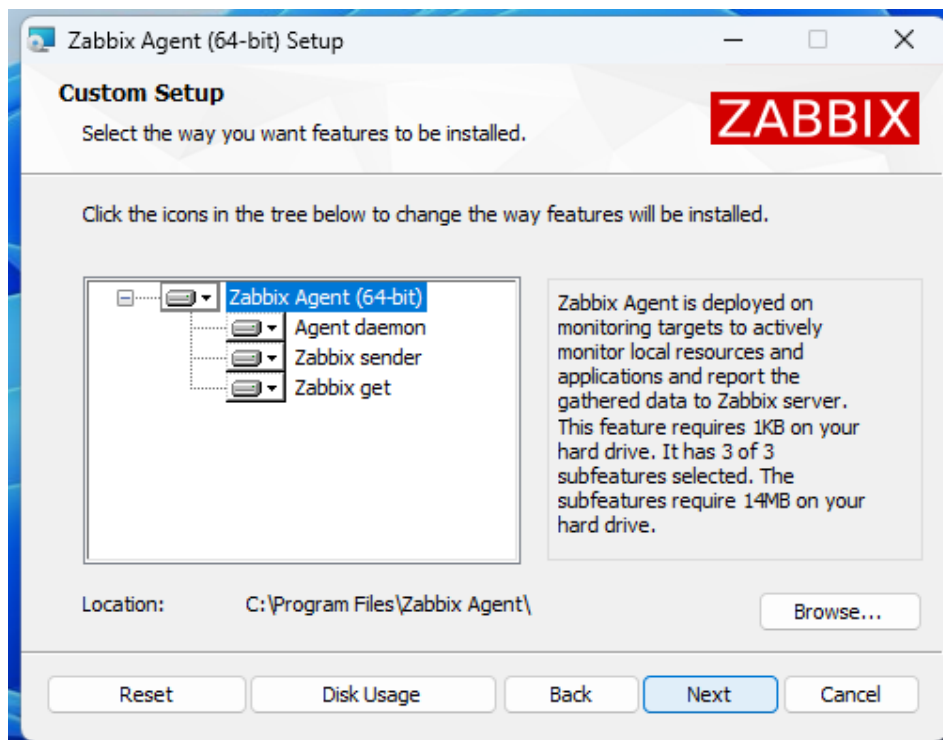 Zabbix Agent (64-bit) Setup
Custom Setup
Select the way you want features to be installed.
ZABBIX
Click the icons in the tree below to change the way features will be installed.
Zabbix Agent (64-bit)
Agent daemon
Zabbix sender
Zabbix get
Zabbix Agent is deployed on
monitoring targets to actively
monitor local resources and
applications and report the
gathered data to Zabbix server.
This feature requires 1KB on your
hard drive. It has 3 of 3
subfeatures selected. The
subfeatures require 14MB on your
hard drive.
Location: C:\Program Files\Zabbix Agent\
Browse...
Reset Disk Usage Back Next Cancel